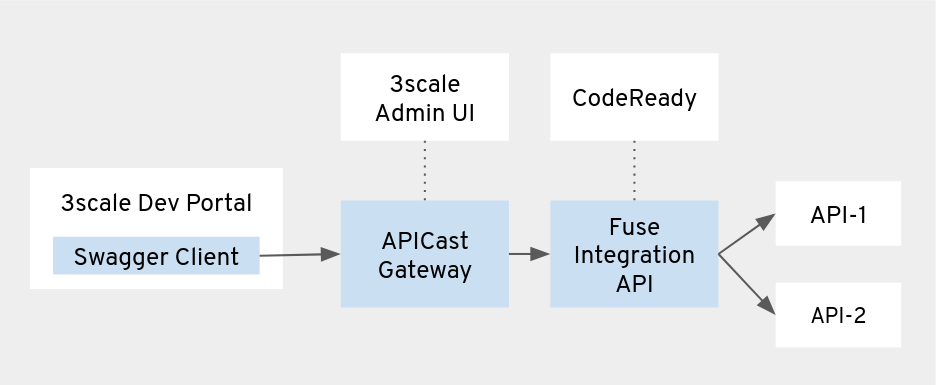 3scale
Admin UI
CodeReady
3scale Dev Portal
Swagger Client
APICast
Gateway
Fuse
Integration
API
API-1
API-2